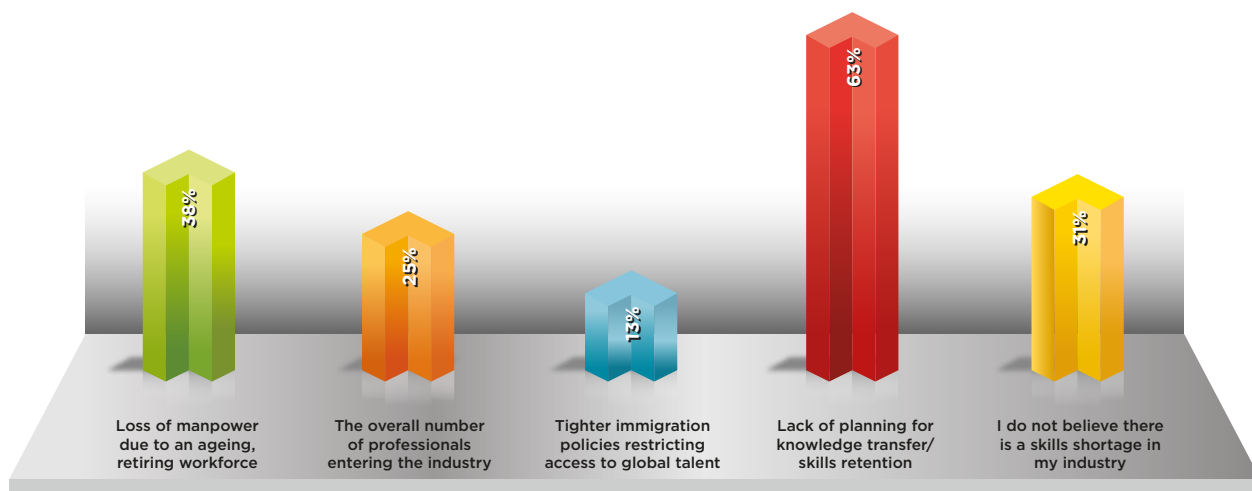 38%
25%
13%
63%
31%
Loss of manpower
due to an ageing,
retiring workforce
The overall number
of professionals
entering the industry
Tighter immigration
policies restricting
access to global talent
Lack of planning for
knowledge transfer/
skills retention
I do not believe there
is a skills shortage in
my industry